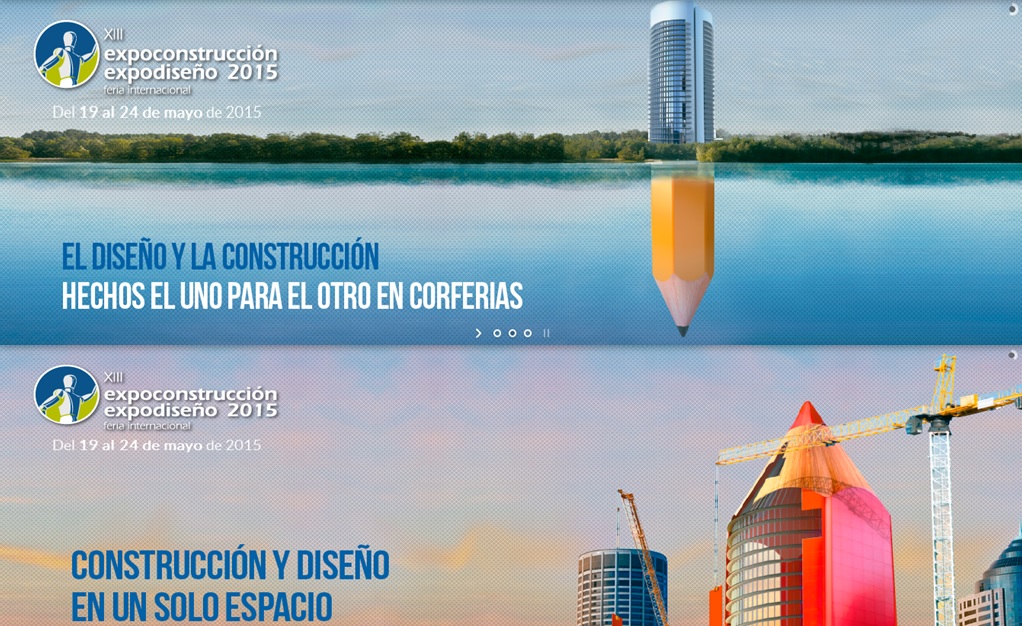 XIII
expoconstrucción
expodiseño 2015
feria internacional
Del 19 al 24 de mayo de 2015
EL DISEÑO Y LA CONSTRUCCIÓN
HECHOS EL UNO PARA EL OTRO EN CORFERIAS
XIII
expoconstrucción
expodiseño 2015
feria internacional
Del 19 al 24 de mayo de 2015
CONSTRUCCIÓN Y DISEÑO
EN UN SOLO ESPACIO